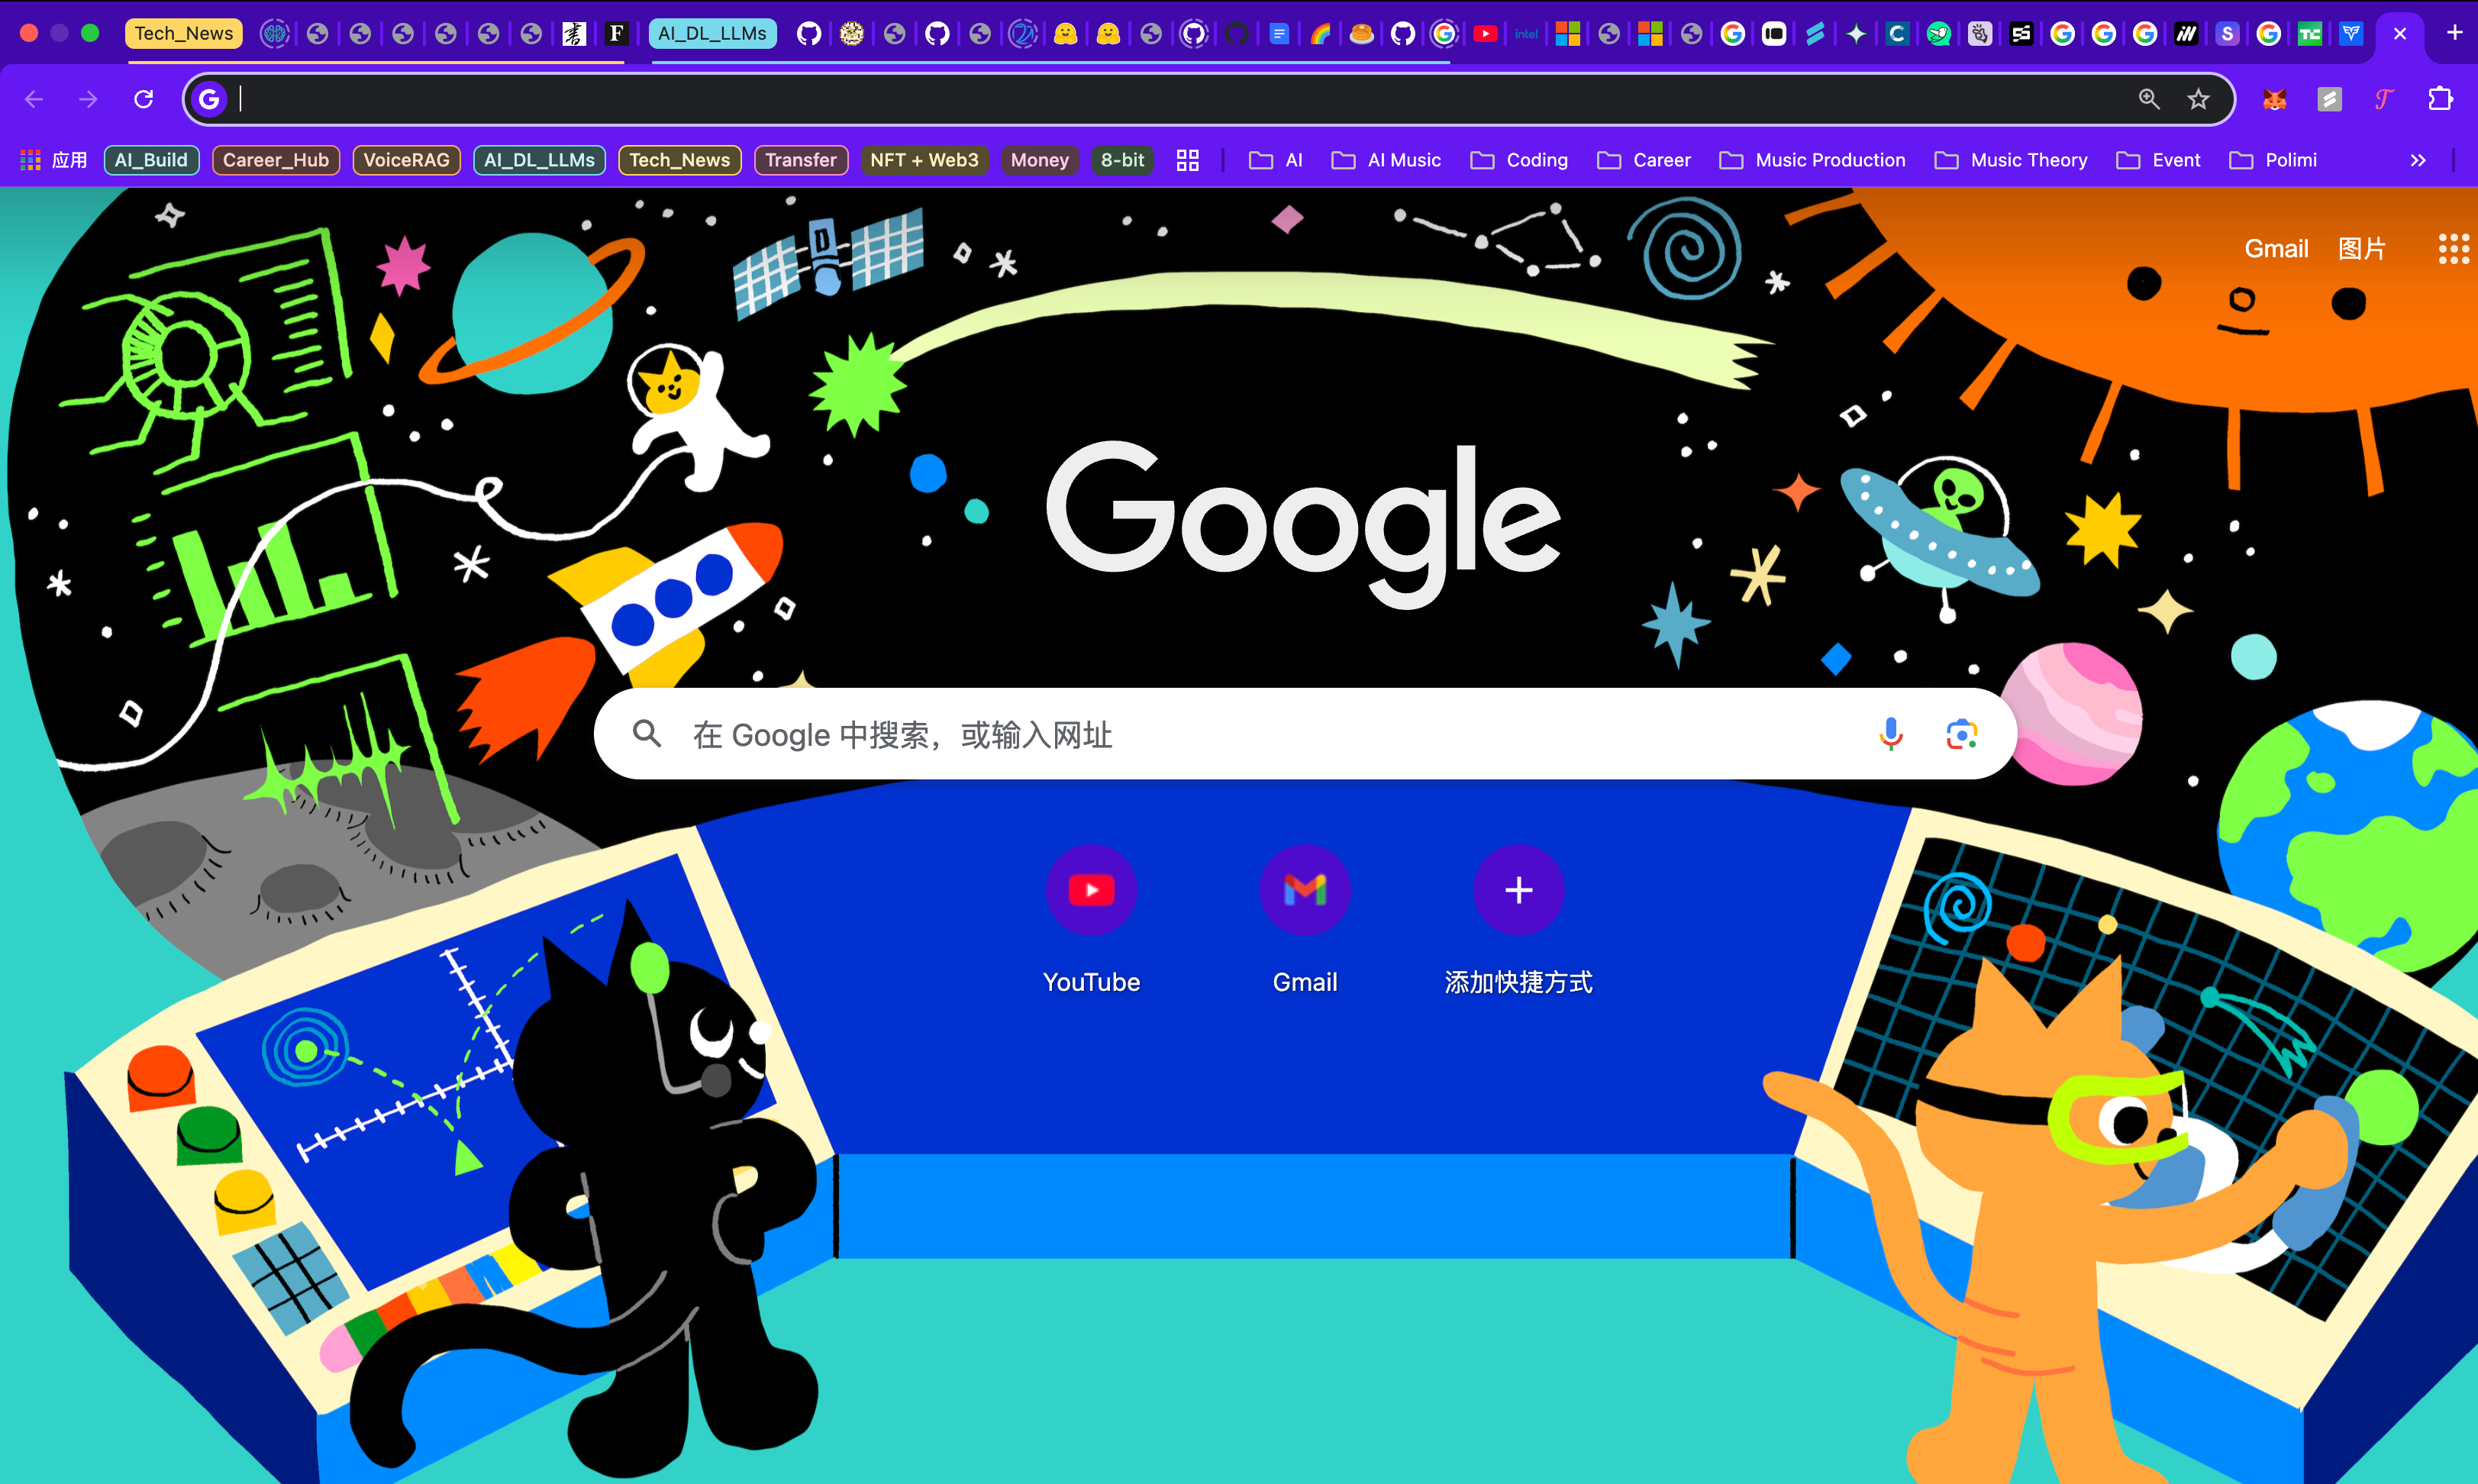 Tech_News
F
AI_DL_LLMs
intel
C
S
TC
G
应用
AI_Build
Career_Hub
VoiceRAG
AI_DL_LLMs
Tech_News
Transfer
NFT + Web3
Money
8-bit
AI
AI Music
Coding
Career
Music Production
Music Theory
Event
Polimi
D
Gmail
图片
Google
在 Google 中搜索，或输入网址
YouTube
Gmail
添加快捷方式